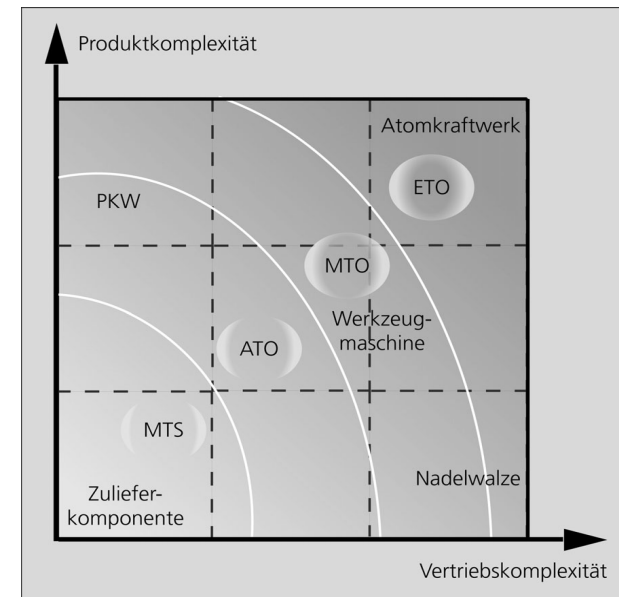 Produktkomplexität
Atomkraftwerk
ETO
PKW
MTO
Werkzeug-
maschine
ATO
MTS
Nadelwalze
Zuliefer-
komponente
Vertriebskomplexität